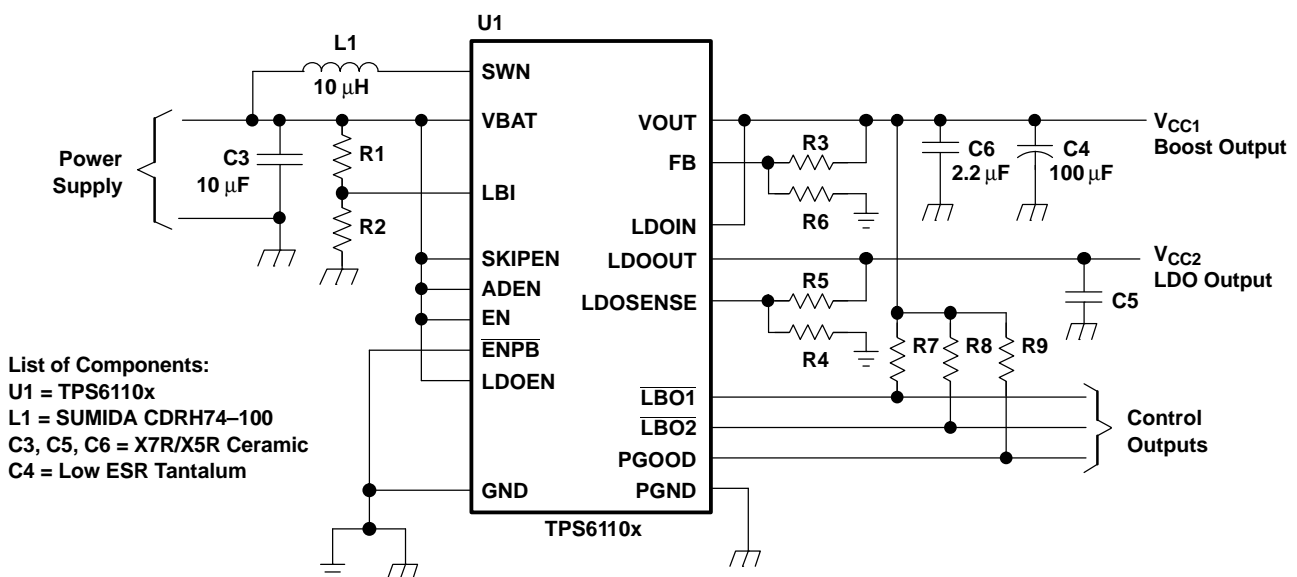 U1
L1
10 µH
SWN
VBAT
Power
Supply
C3
10 µF
R1
LBI
R2
SKIPEN
ADEN
EN
ENPB
LDOEN
GND
VOUT
FB
LDOIN
LDOOUT
LDOSENSE
LBO1
LBO2
PGOOD
PGND
TPS6110x
R3
R6
C6
2.2 µF
C4
100 µF
VCC1
Boost Output
R5
R4
VCC2
LDO Output
C5
R7
R8
R9
Control
Outputs
List of Components:
U1 = TPS6110x
L1 = SUMIDA CDRH74–100
C3, C5, C6 = X7R/X5R Ceramic
C4 = Low ESR Tantalum